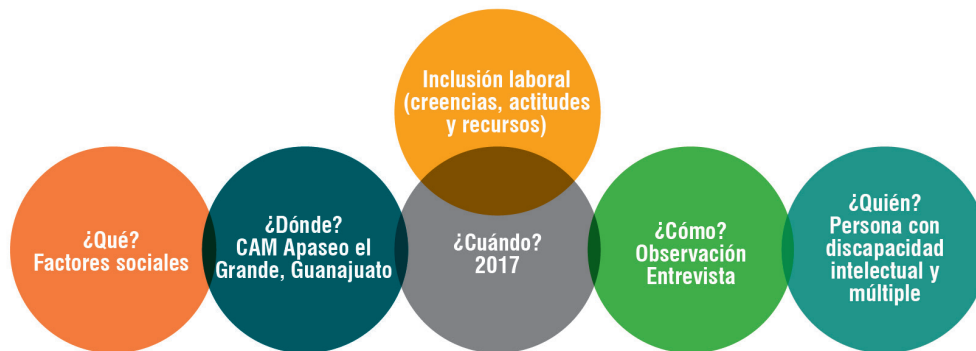 Inclusión laboral
(creencias, actitudes
y recursos)
¿Qué?
Factores sociales
¿Dónde?
CAM Apaseo el
Grande, Guanajuato
¿Cuándo?
2017
¿Cómo?
Observación
Entrevista
¿Quién?
Persona con
discapacidad
intelectual y
múltiple